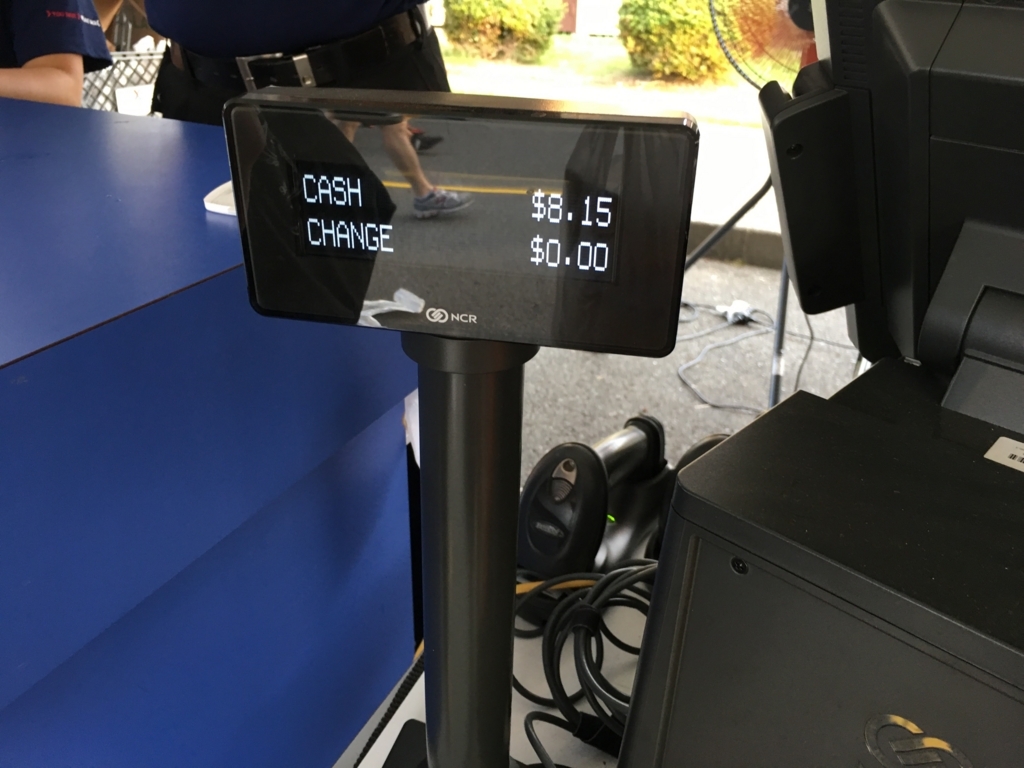 CASH $8.15
CHANGE $0.00
NCR